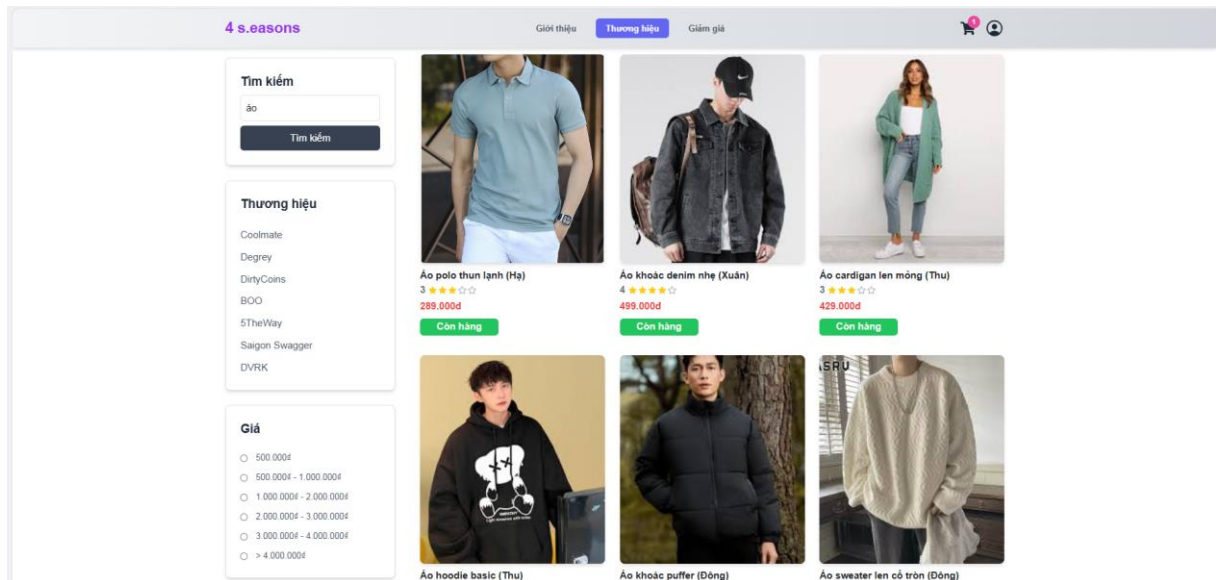 4 s.easons
Giới thiệu
Thương hiệu
Giảm giá
1
Tìm kiếm
áo
Tìm kiếm
Thương hiệu
Coolmate
Degrey
DirtyCoins
BOO
5TheWay
Saigon Swagger
DVRK
Giá
500.000₫
500.000₫ - 1.000.000₫
1.000.000₫ - 2.000.000₫
2.000.000₫ - 3.000.000₫
3.000.000₫ - 4.000.000₫
> 4.000.000₫
Áo polo thun lạnh (Hạ)
3
289.000đ
Còn hàng
Áo khoác denim nhẹ (Xuân)
4
499.000đ
Còn hàng
Áo cardigan len mỏng (Thu)
3
429.000đ
Còn hàng
Áo hoodie basic (Thu)
Áo khoác puffer (Đông)
ASRU
Áo sweater len cổ tròn (Đông)